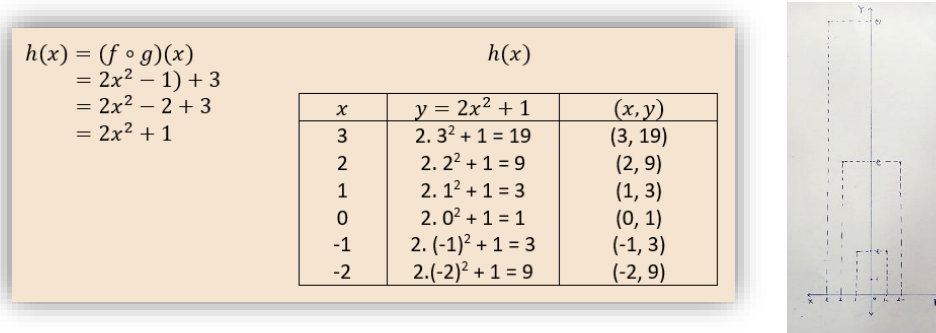 h(x) = (f ∘ g)(x)
= 2x² − 1) + 3
= 2x² − 2 + 3
= 2x² + 1
h(x)
x y = 2x² + 1 (x, y)
3 2. 3² + 1 = 19 (3, 19)
2 2. 2² + 1 = 9 (2, 9)
1 2. 1² + 1 = 3 (1, 3)
0 2. 0² + 1 = 1 (0, 1)
-1 2. (-1)² + 1 = 3 (-1, 3)
-2 2.(-2)² + 1 = 9 (-2, 9)
Y